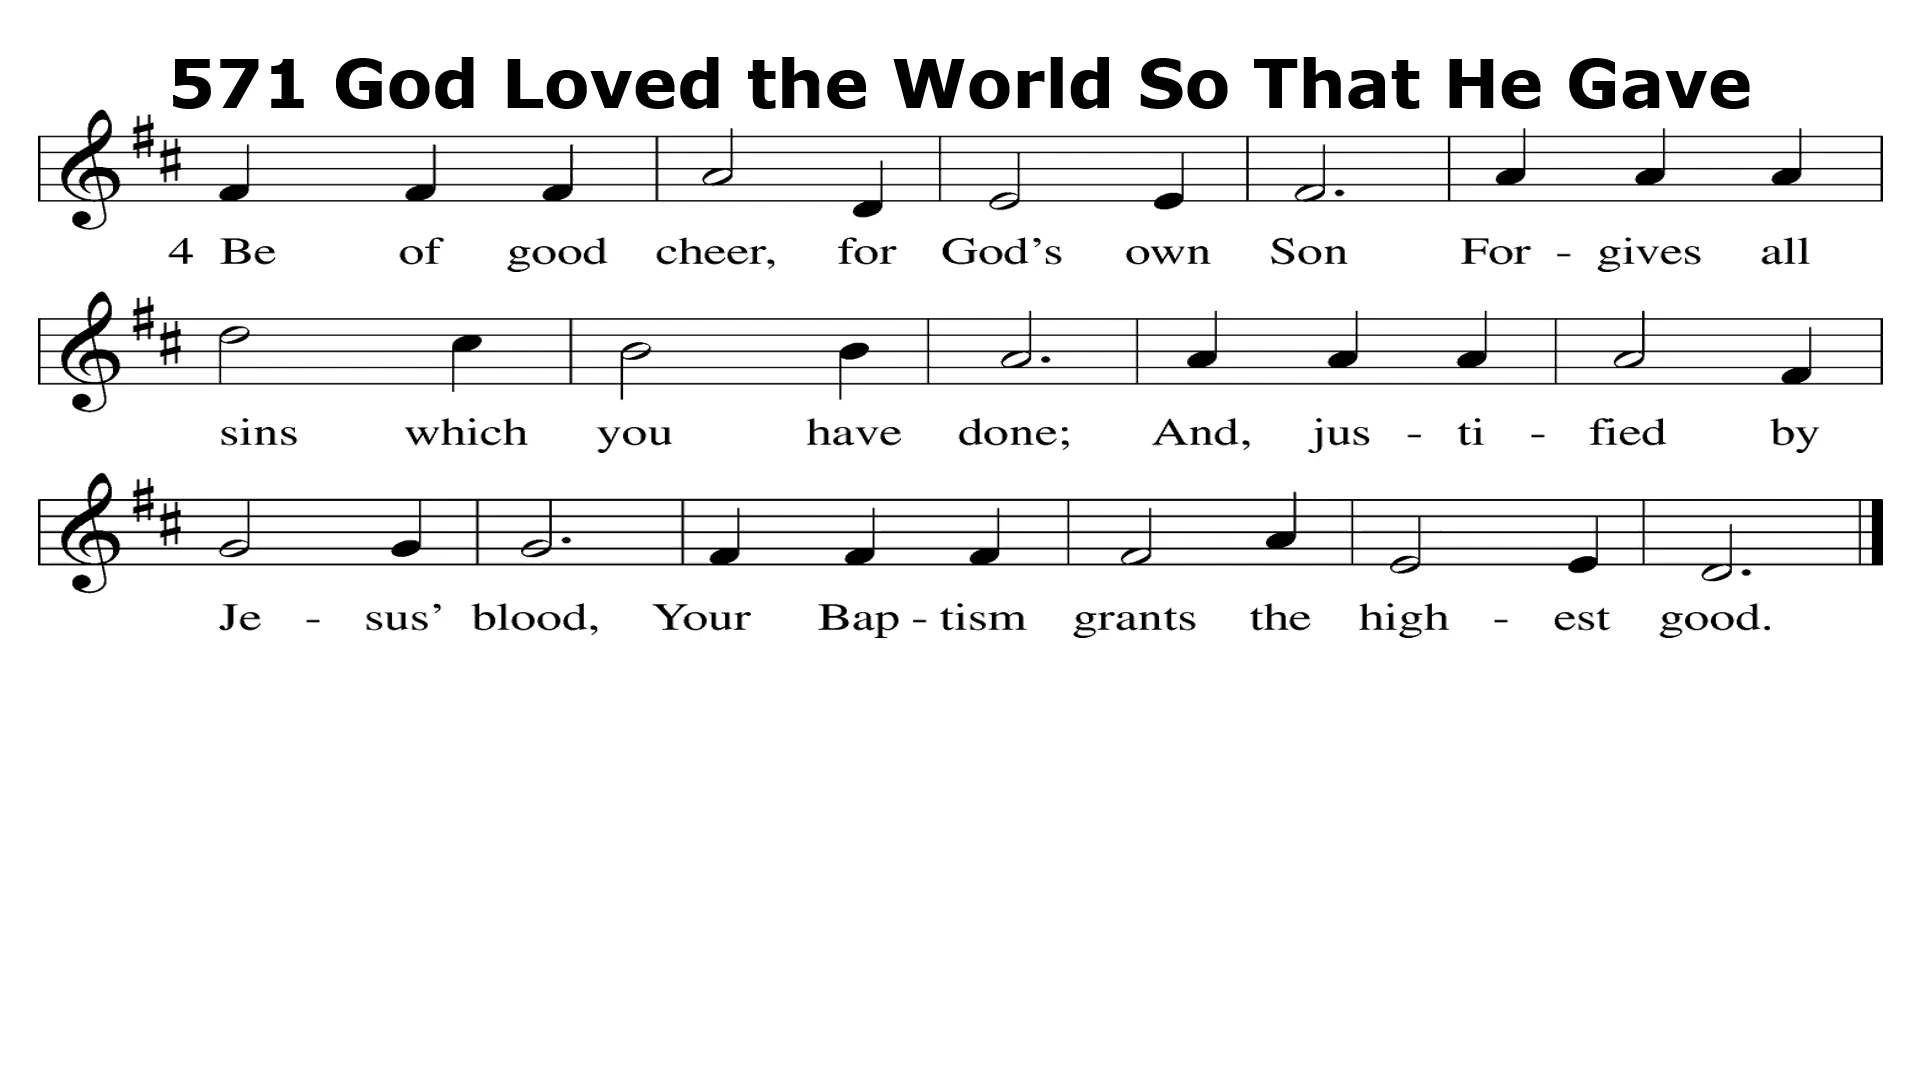 571 God Loved the World So That He Gave
4 Be of good cheer, for God’s own Son For - gives all
sins which you have done; And, jus - ti - fied by
Je - sus’ blood, Your Bap - tism grants the high - est good.